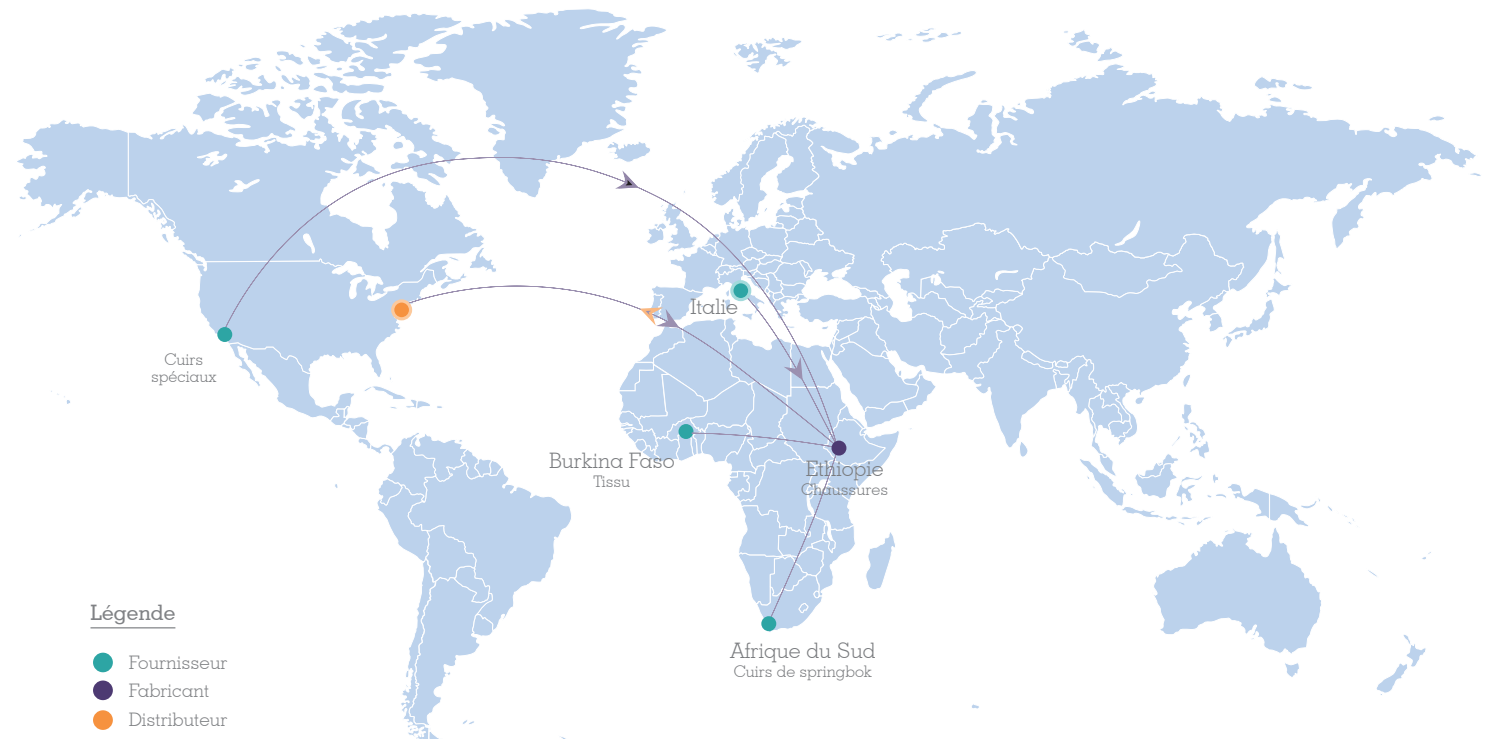 Italie
Cuirs
spéciaux
Burkina Faso
Tissu
Ethiopie
Chaussures
Afrique du Sud
Cuirs de springbok
Légende
Fournisseur
Fabricant
Distributeur